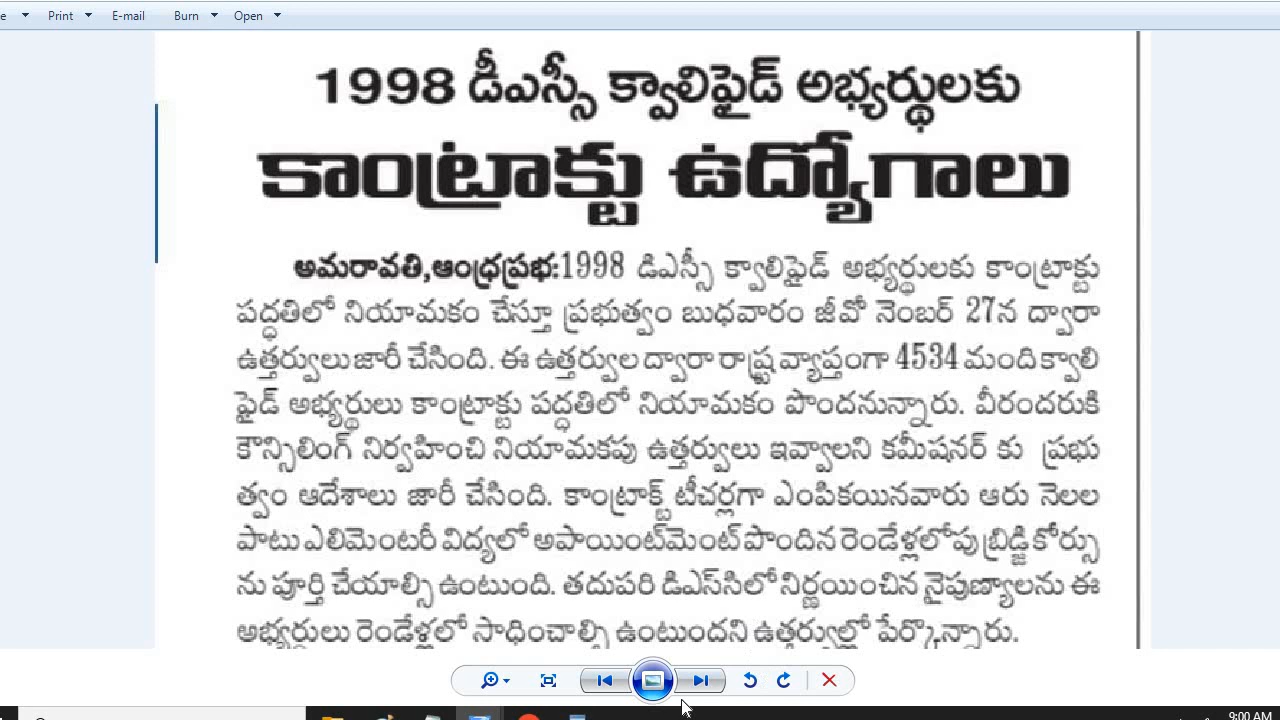 Print E-mail Burn Open
1998 డీఎస్సీ క్వాలిఫైడ్ అభ్యర్థులకు
కాంట్రాక్టు ఉద్యోగాలు
అమరావతి,ఆంధ్రప్రభ:1998 డిఎస్సీ క్వాలిఫైడ్ అభ్యర్థులకు కాంట్రాక్టు
పద్ధతిలో నియామకం చేస్తూ ప్రభుత్వం బుధవారం జీవో నెంబర్ 27న ద్వారా
ఉత్తర్వులు జారీ చేసింది. ఈ ఉత్తర్వుల ద్వారా రాష్ట్ర వ్యాప్తంగా 4534 మంది క్వాలి
ఫైడ్ అభ్యర్థులు కాంట్రాక్టు పద్ధతిలో నియామకం పొందనున్నారు. వీరందరుకి
కౌన్సిలింగ్ నిర్వహించి నియామకపు ఉత్తర్వులు ఇవ్వాలని కమీషనర్ కు ప్రభు
త్వం ఆదేశాలు జారీ చేసింది. కాంట్రాక్ట్ టీచర్లగా ఎంపికయినవారు ఆరు నెలల
పాటు ఎలిమెంటరీ విద్యలో అపాయింట్‌మెంట్ పొందిన రెండేళ్లలోపు బ్రిడ్జి కోర్సు
ను పూర్తి చేయాల్సి ఉంటుంది. తదుపరి డిఎస్‌సిలో నిర్ణయించిన నైపుణ్యాలను ఈ
అభ్యర్థులు రెండేళ్లలో సాధించాల్సి ఉంటుందని ఉత్తర్వుల్లో పేర్కొన్నారు.
9:00 AM